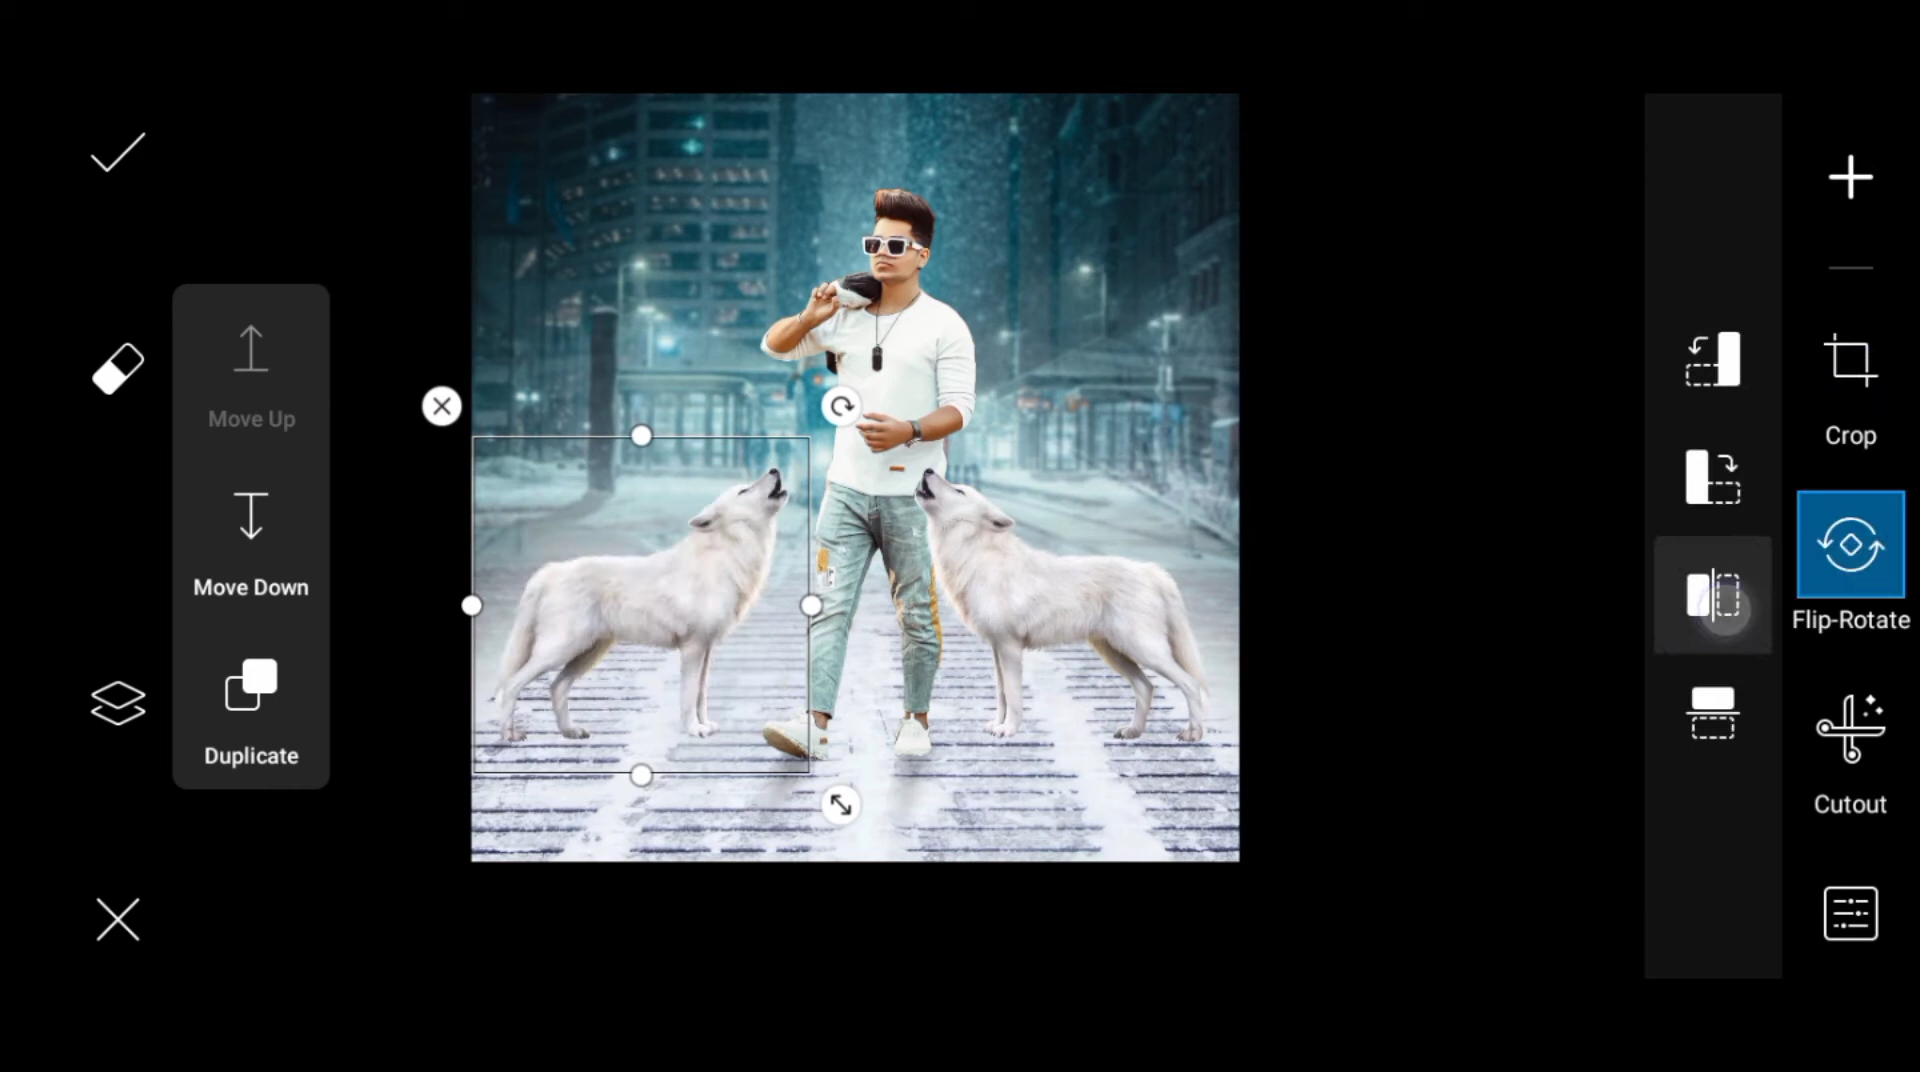 Move Up
Move Down
Duplicate
Crop
Flip-Rotate
Cutout